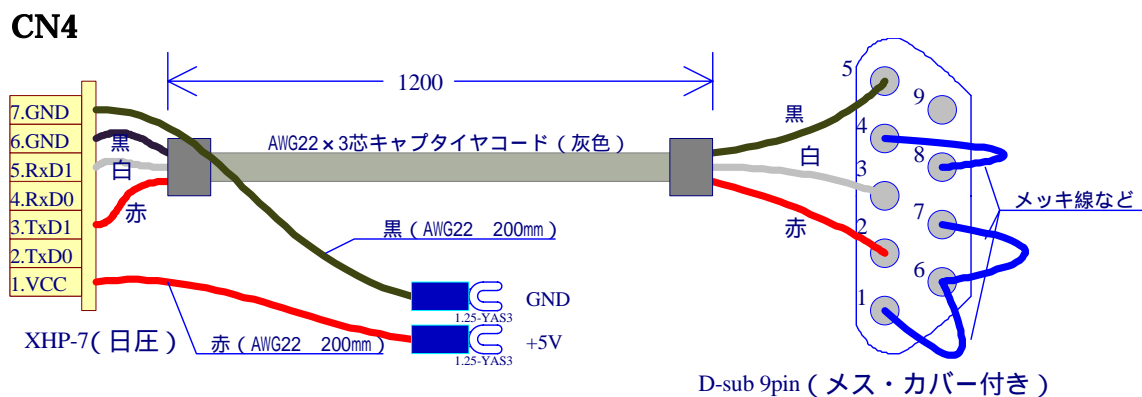 CN4
1200
7.GND
6.GND
5.RxD1
4.RxD0
3.TxD1
2.TxD0
1.VCC
黒
白
赤
AWG22×3芯キャプタイヤコード(灰色)
黒
白
赤
5
4
3
2
1
9
8
7
6
メッキ線など
黒(AWG22 200mm)
GND
1.25-YAS3
+5V
1.25-YAS3
XHP-7(日圧)
赤(AWG22 200mm)
D-sub 9pin(メス・カバー付き)